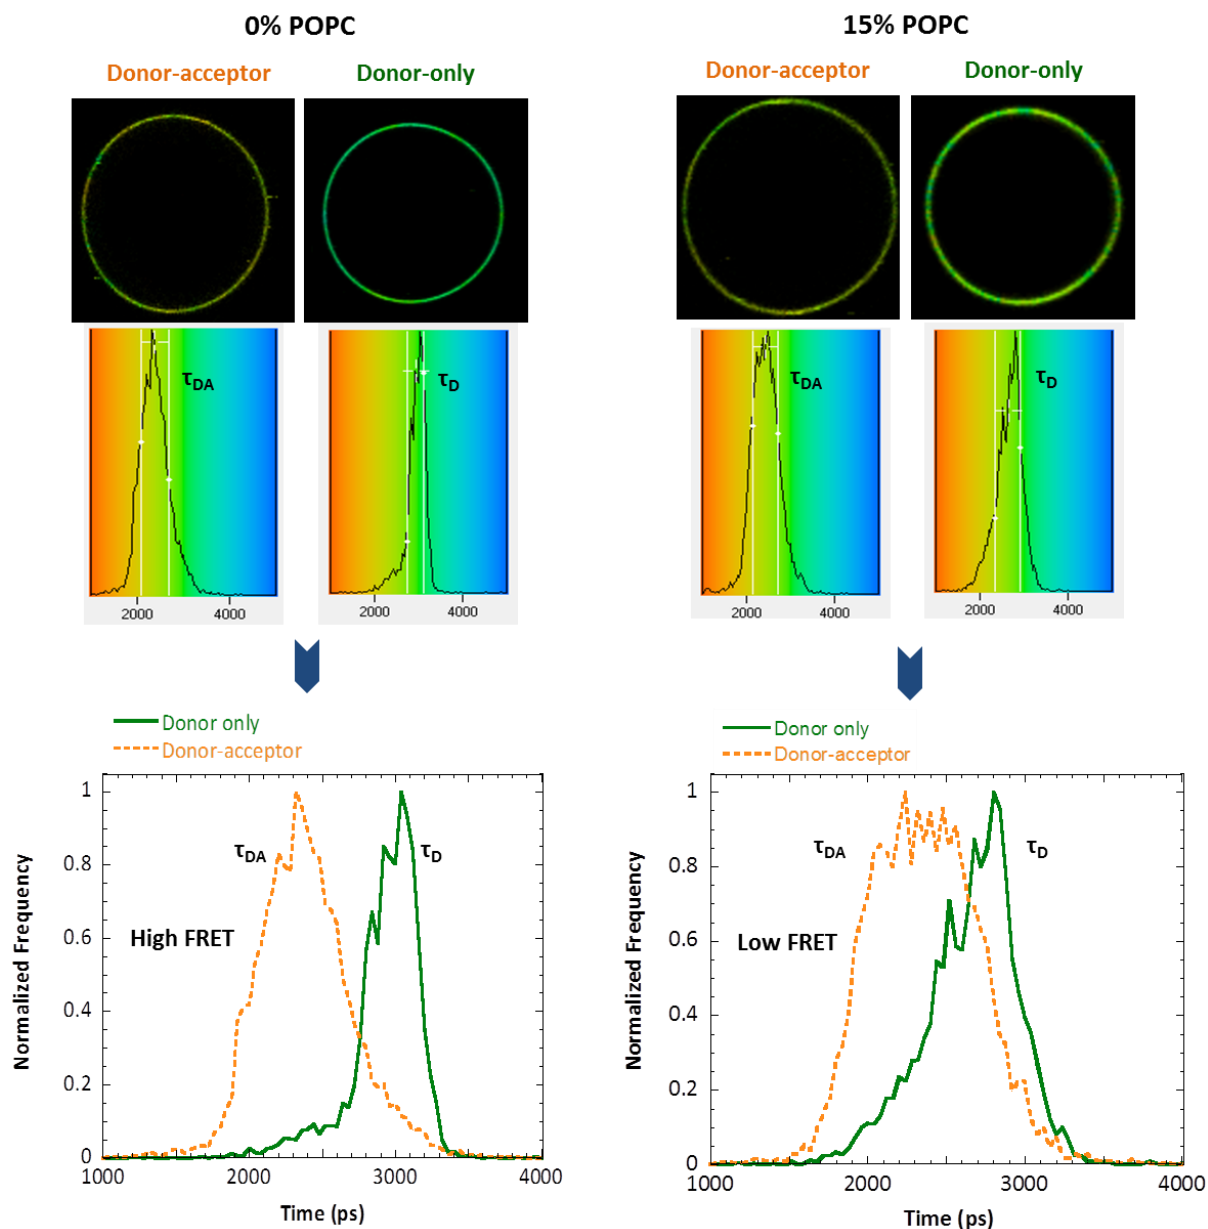 0% POPC
15% POPC
Donor-acceptor
Donor-only
Donor-acceptor
Donor-only
τDA
τD
τDA
τD
2000 4000
2000 4000
2000 4000
2000 4000
Donor only
Donor-acceptor
1
0.8
0.6
0.4
0.2
0
Normalized Frequency
τDA
τD
High FRET
1000 2000 3000 4000
Time (ps)
Donor only
Donor-acceptor
1
0.8
0.6
0.4
0.2
0
Normalized Frequency
τDA
τD
Low FRET
1000 2000 3000 4000
Time (ps)